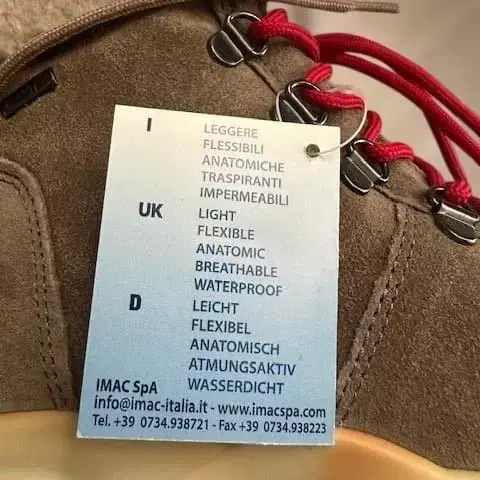 I LEGGERE
FLESSIBILI
ANATOMICHE
TRASPIRANTI
IMPERMEABILI
UK LIGHT
FLEXIBLE
ANATOMIC
BREATHABLE
WATERPROOF
D LEICHT
FLEXIBEL
ANATOMISCH
ATMUNGSAKTIV
IMAC SpA WASSERDICHT
info@imac-italia.it - www.imacspa.com
Tel. +39 0734.938721 - Fax +39 0734.938223